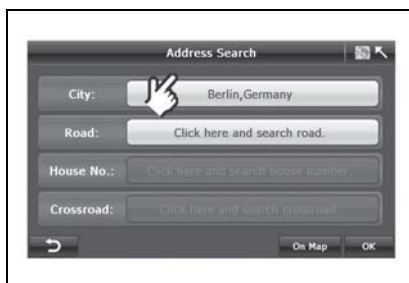 Address Search
City: Berlin,Germany
Road: Click here and search road.
House No.: Click here and search house number.
Crossroad: Click here and search crossroad.
On Map OK